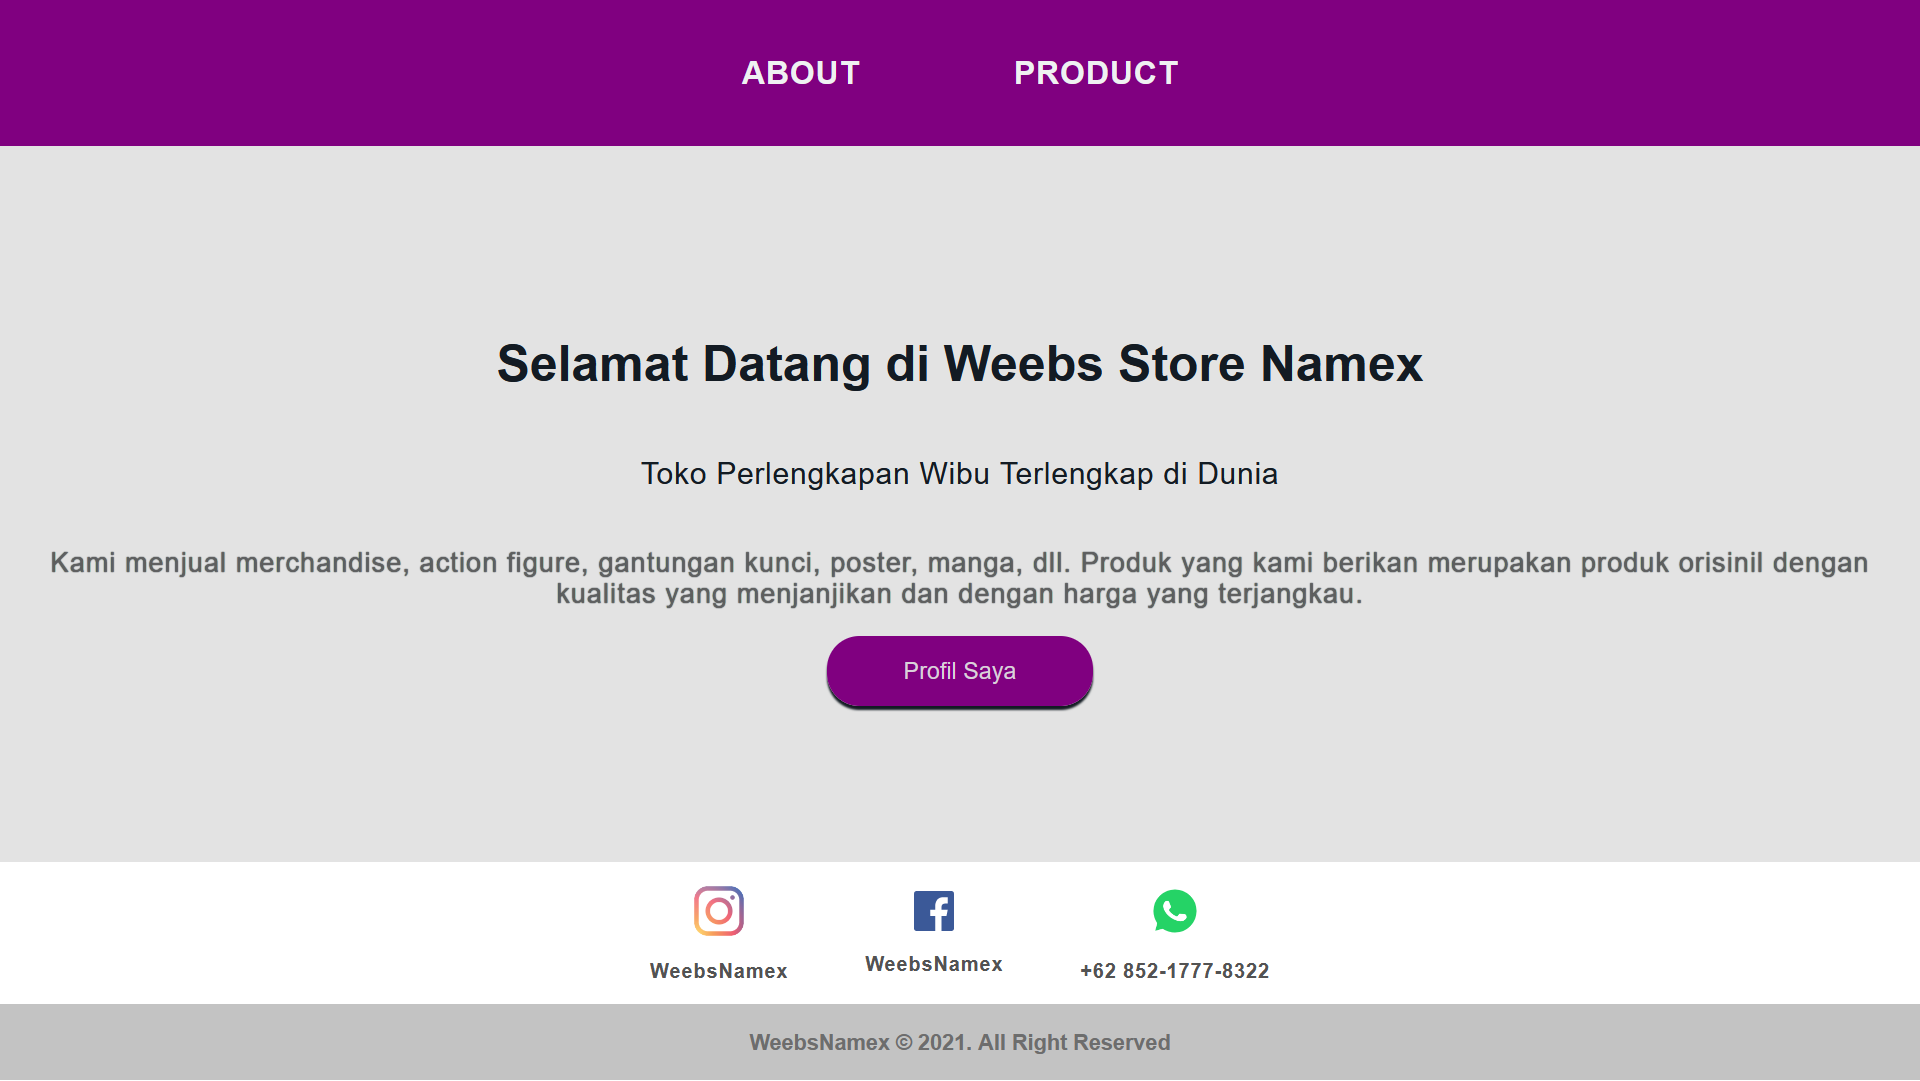 ABOUT PRODUCT
Selamat Datang di Weebs Store Namex
Toko Perlengkapan Wibu Terlengkap di Dunia
Kami menjual merchandise, action figure, gantungan kunci, poster, manga, dll. Produk yang kami berikan merupakan produk orisinil dengan
kualitas yang menjanjikan dan dengan harga yang terjangkau.
Profil Saya
WeebsNamex WeebsNamex +62 852-1777-8322
WeebsNamex © 2021. All Right Reserved